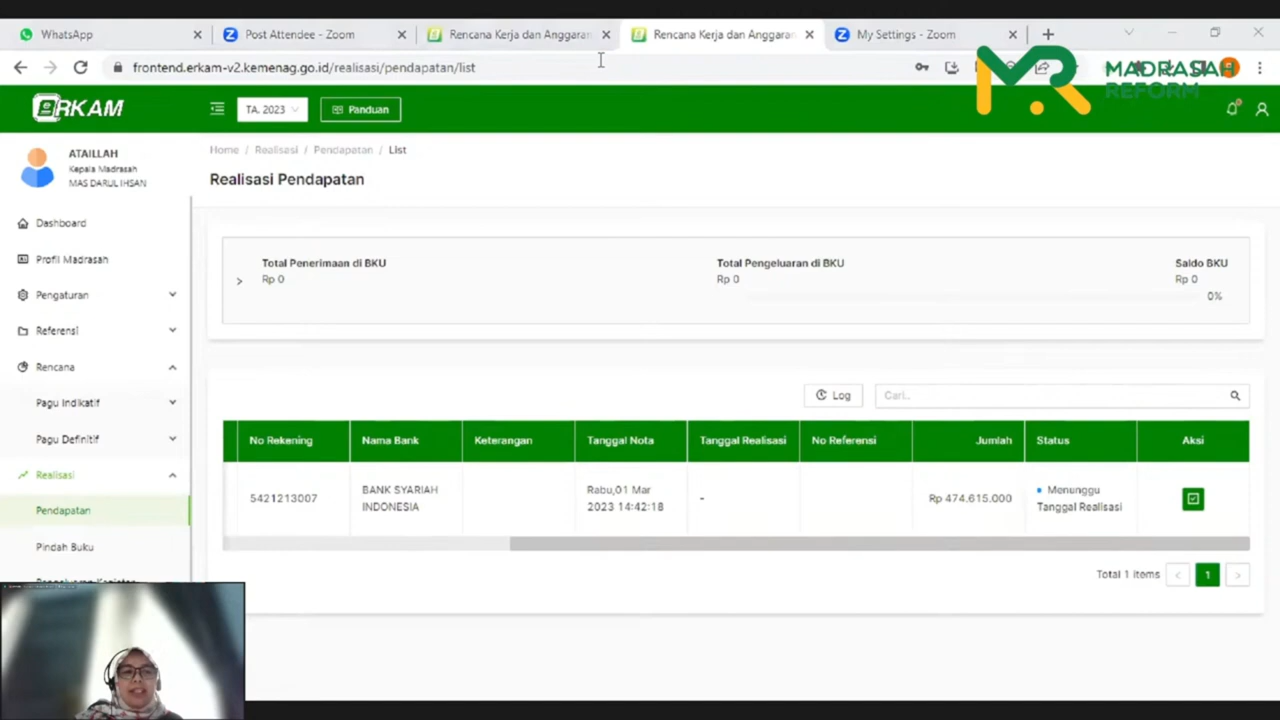 WhatsApp
Post Attendee - Zoom
Rencana Kerja dan Anggaran
Rencana Kerja dan Anggaran
My Settings - Zoom
frontend.erkam-v2.kemenag.go.id/realisasi/pendapatan/list
MADRASAH
REFORM
eRKAM
TA. 2023
Panduan
ATAILLAH
Kepala Madrasah
MAS DARUL IHSAN
Home / Realisasi / Pendapatan / List
Realisasi Pendapatan
Dashboard
Profil Madrasah
Pengaturan
Referensi
Rencana
Pagu Indikatif
Pagu Definitif
Realisasi
Pendapatan
Pindah Buku
Total Penerimaan di BKU
Rp 0
Total Pengeluaran di BKU
Rp 0
Saldo BKU
Rp 0
0%
Log
Cari..
No Rekening
Nama Bank
Keterangan
Tanggal Nota
Tanggal Realisasi
No Referensi
Jumlah
Status
Aksi
5421213007
BANK SYARIAH
INDONESIA
Rabu,01 Mar
2023 14:42:18
-
Rp 474.615.000
Menunggu
Tanggal Realisasi
Total 1 items
<
1
>